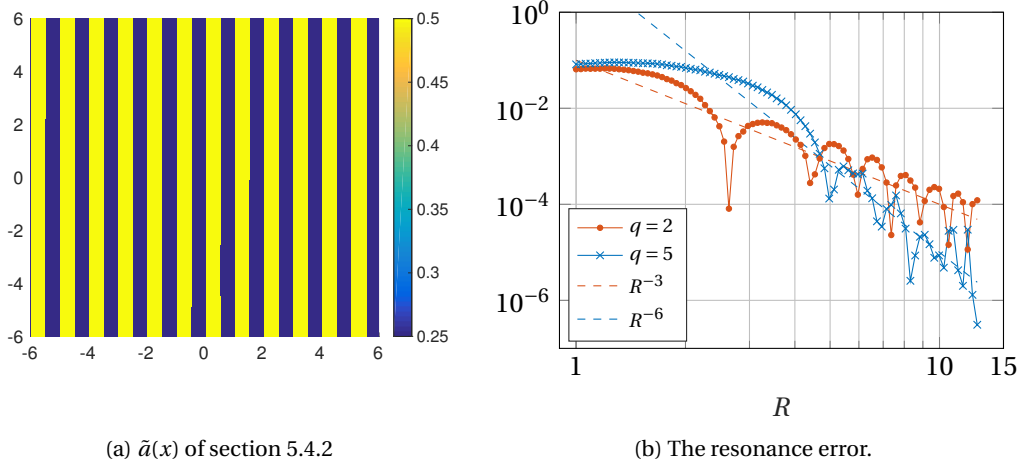 6
4
2
0
-2
-4
-6
-6 -4 -2 0 2 4 6
0.5
0.45
0.4
0.35
0.3
0.25
(a) ã(x) of section 5.4.2
10^0
10^−2
10^−4
10^−6
q = 2
q = 5
R^−3
R^−6
1 10 15
R
(b) The resonance error.